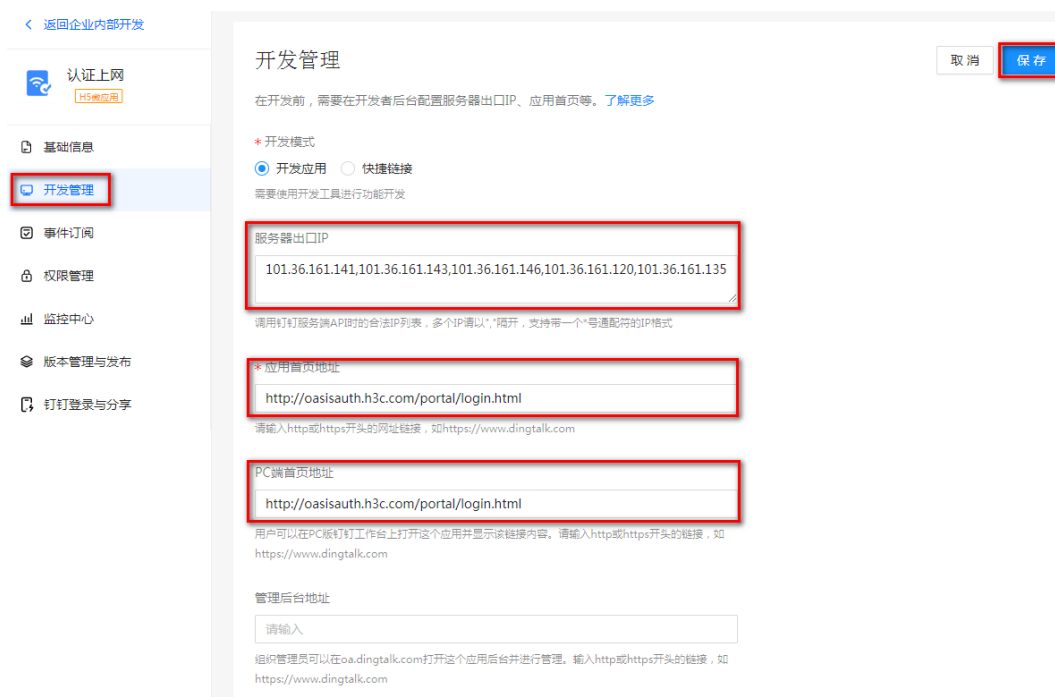 返回企业内部开发
认证上网
H5微应用
基础信息
开发管理
事件订阅
权限管理
监控中心
版本管理与发布
钉钉登录与分享
开发管理
取 消
保 存
在开发前，需要在开发者后台配置服务器出口IP、应用首页等。了解更多
* 开发模式
开发应用 快捷链接
需要使用开发工具进行功能开发
服务器出口IP
101.36.161.141,101.36.161.143,101.36.161.146,101.36.161.120,101.36.161.135
调用钉钉服务端API时的合法IP列表，多个IP请以","隔开，支持带一个*号通配符的IP格式
* 应用首页地址
http://oasisauth.h3c.com/portal/login.html
请输入http或https开头的网址链接，如https://www.dingtalk.com
PC端首页地址
http://oasisauth.h3c.com/portal/login.html
用户可以在PC版钉钉工作台上打开这个应用并显示该链接内容。请输入http或https开头的链接，如
https://www.dingtalk.com
管理后台地址
请输入
组织管理员可以在oa.dingtalk.com打开这个应用后台并进行管理。输入http或https开头的链接，如
https://www.dingtalk.com